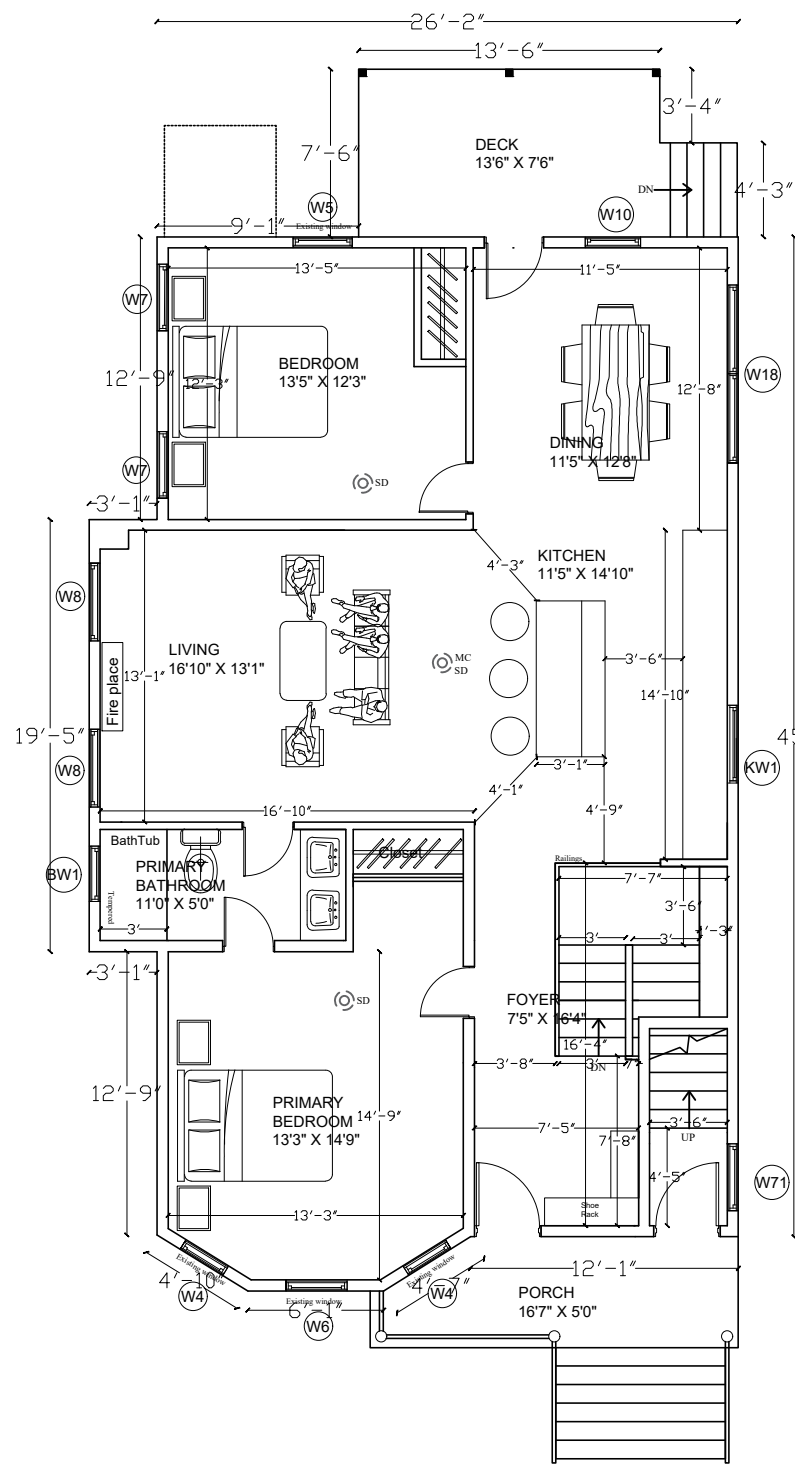 26'-2"
13'-6"
3'-4"
DECK
13'6" X 7'6"
7'-6"
DN
4'-3"
W5
W10
9'-1"
Existing window
13'-5"
11'-5"
W7
BEDROOM
13'5" X 12'3"
12'-9"
12'-3"
W18
12'-8"
DINING
11'5" X 12'8"
W7
SD
3'-1"
KITCHEN
11'5" X 14'10"
4'-3"
W8
LIVING
16'10" X 13'1"
MC
SD
3'-6"
13'-1"
Fire place
14'-10"
19'-5"
W8
KW1
3'-1"
4'-1"
16'-10"
4'-9"
BathTub
Closet
Railings
PRIMARY
BATHROOM
11'0" X 5'0"
BW1
7'-7"
Tempered
3'-6"
3'
3'
3'
3'-1"
SD
FOYER
7'5" X 16'4"
16'-4"
3'-8"
3'
DN
12'-9"
PRIMARY
BEDROOM
13'3" X 14'9"
14'-9"
3'-6"
7'-5"
7'-8"
UP
4'-5"
W71
13'-3"
Shoe
Rack
Existing window
4'-10"
W4
Existing window
6'-1"
W6
Existing window
W4
12'-1"
PORCH
16'7" X 5'0"